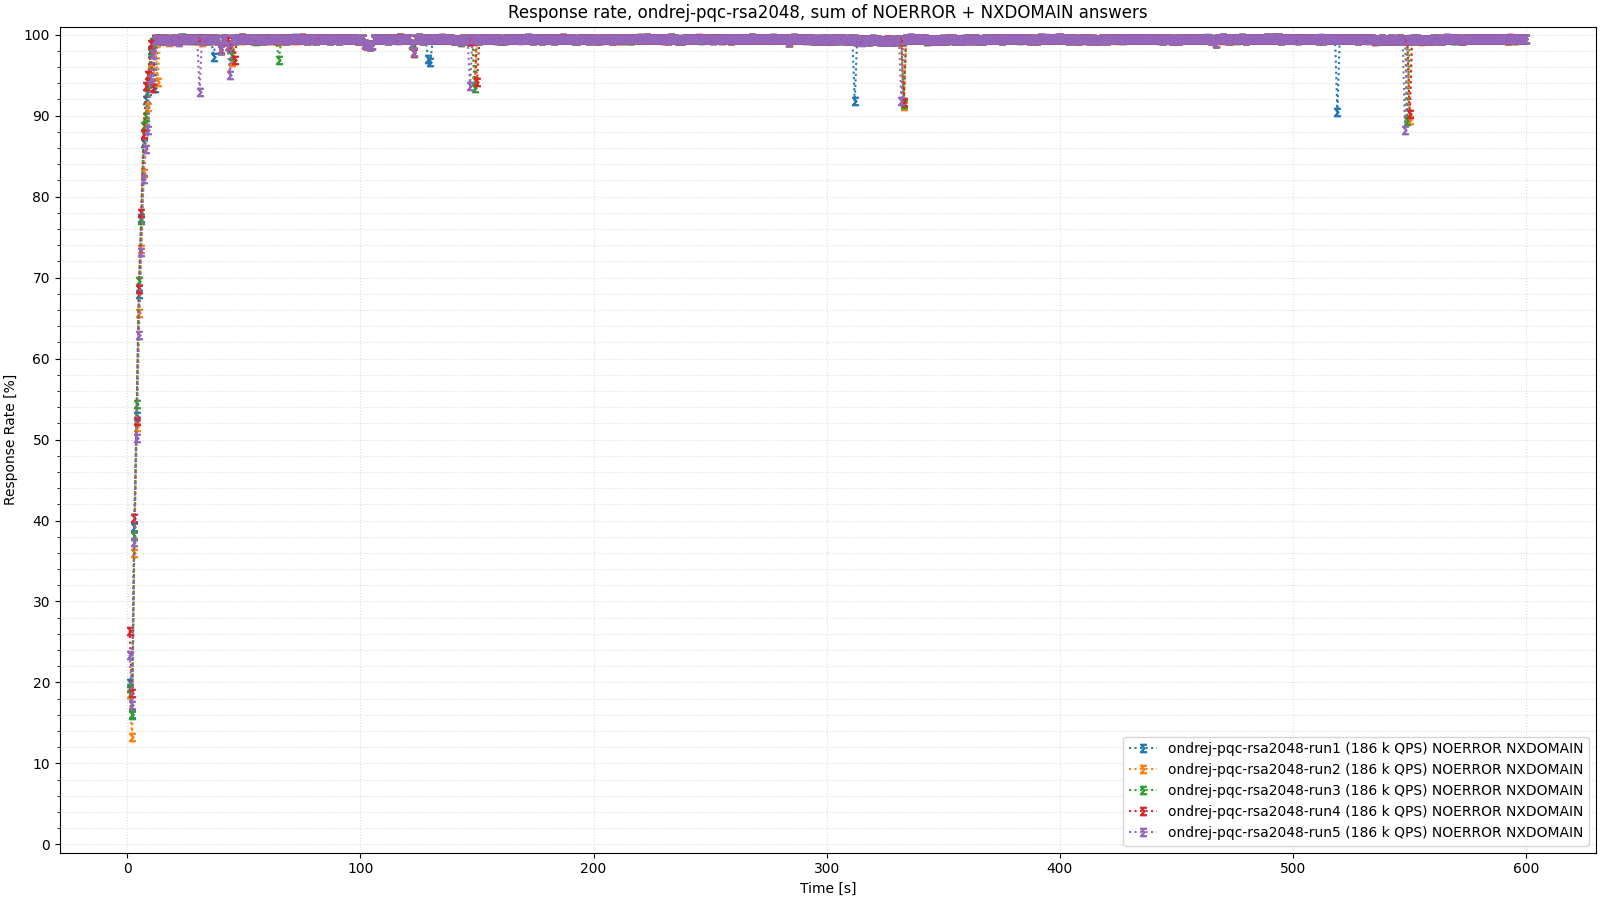 Response rate, ondrej-pqc-rsa2048, sum of NOERROR + NXDOMAIN answers
Response Rate [%]
100
90
80
70
60
50
40
30
20
10
0
0 100 200 300 400 500 600
Time [s]
ondrej-pqc-rsa2048-run1 (186 k QPS) NOERROR NXDOMAIN
ondrej-pqc-rsa2048-run2 (186 k QPS) NOERROR NXDOMAIN
ondrej-pqc-rsa2048-run3 (186 k QPS) NOERROR NXDOMAIN
ondrej-pqc-rsa2048-run4 (186 k QPS) NOERROR NXDOMAIN
ondrej-pqc-rsa2048-run5 (186 k QPS) NOERROR NXDOMAIN